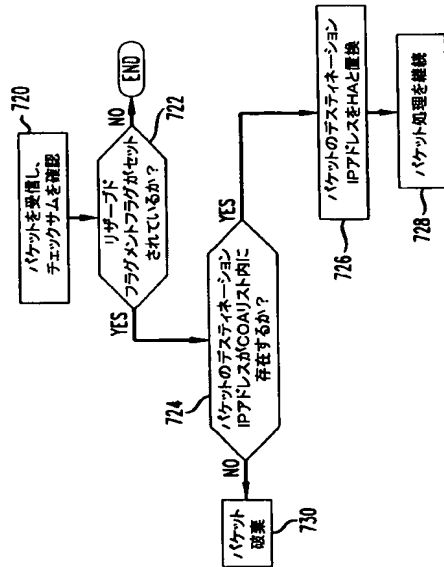 720
パケットを受信し、
チェックサムを確認
リザーブド
フラグメントフラグがセット
されているか？
722
NO
END
YES
724
パケットのデスティネーション
IPアドレスがCOAリスト内に
存在するか？
YES
NO
パケット
破棄
730
726
パケットのデスティネーション
IPアドレスをHAと置換
728
パケット処理を継続